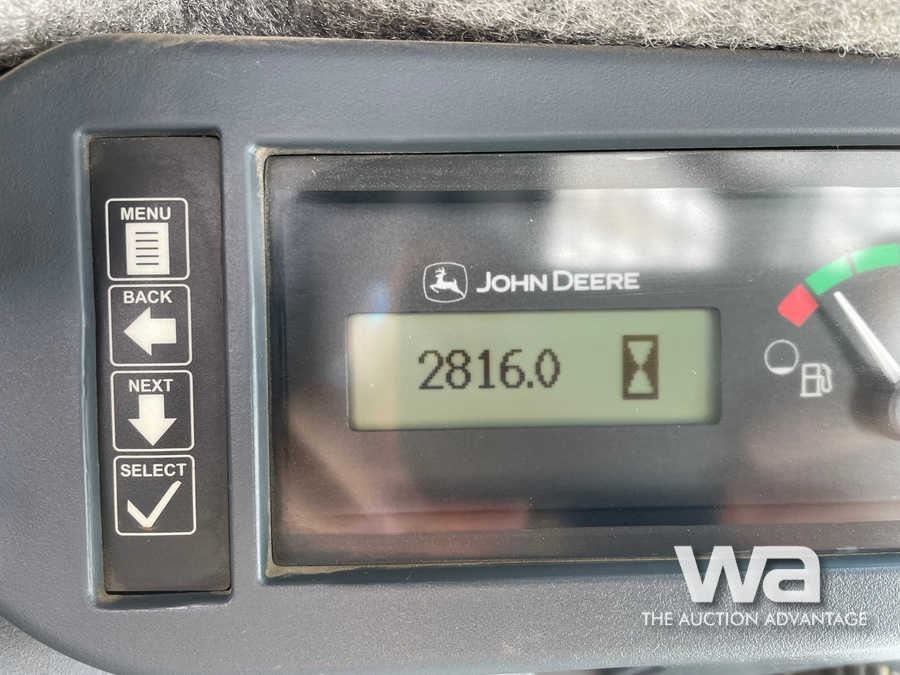 MENU
BACK
NEXT
SELECT
JOHN DEERE
2816.0
wa
THE AUCTION ADVANTAGE